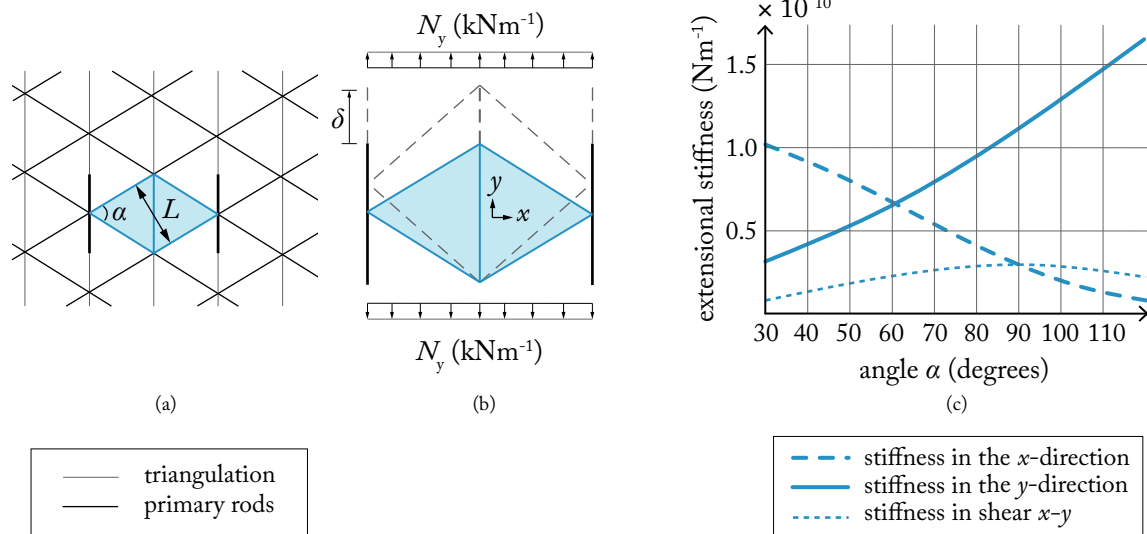 α
L
(a)
N_y (kNm⁻¹)
δ
y
x
N_y (kNm⁻¹)
(b)
× 10 ¹⁰
extensional stiffness (Nm⁻¹)
1.5
1.0
0.5
30 40 50 60 70 80 90 100 110
angle α (degrees)
(c)
triangulation
primary rods
stiffness in the x-direction
stiffness in the y-direction
stiffness in shear x-y